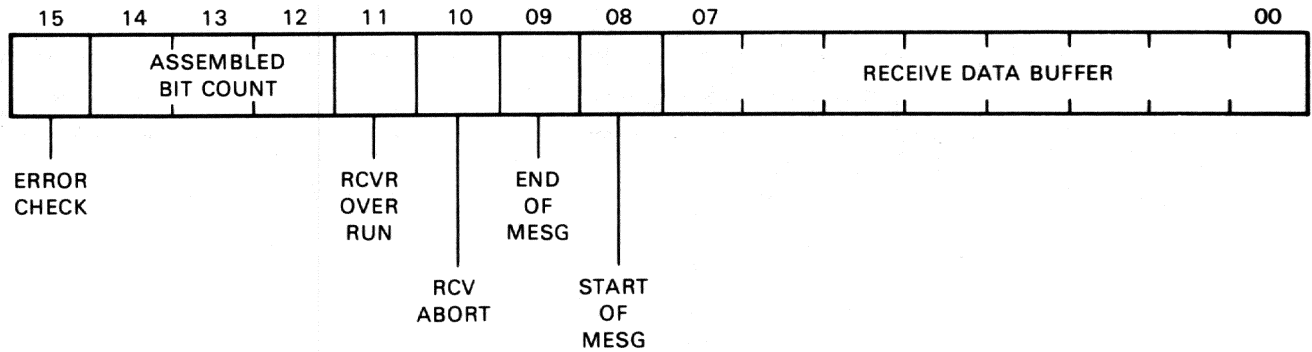 15 14 13 12 11 10 09 08 07 00
ASSEMBLED
BIT COUNT
RECEIVE DATA BUFFER
ERROR
CHECK
RCVR
OVER
RUN
RCV
ABORT
END
OF
MESG
START
OF
MESG